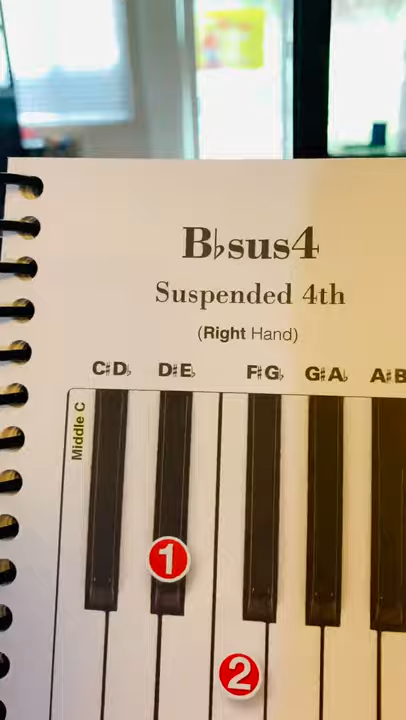 B♭sus4
Suspended 4th
(Right Hand)
C♯D♭ D♯E♭ F♯G♭ G♯A♭ A♯B
Middle C
1
2